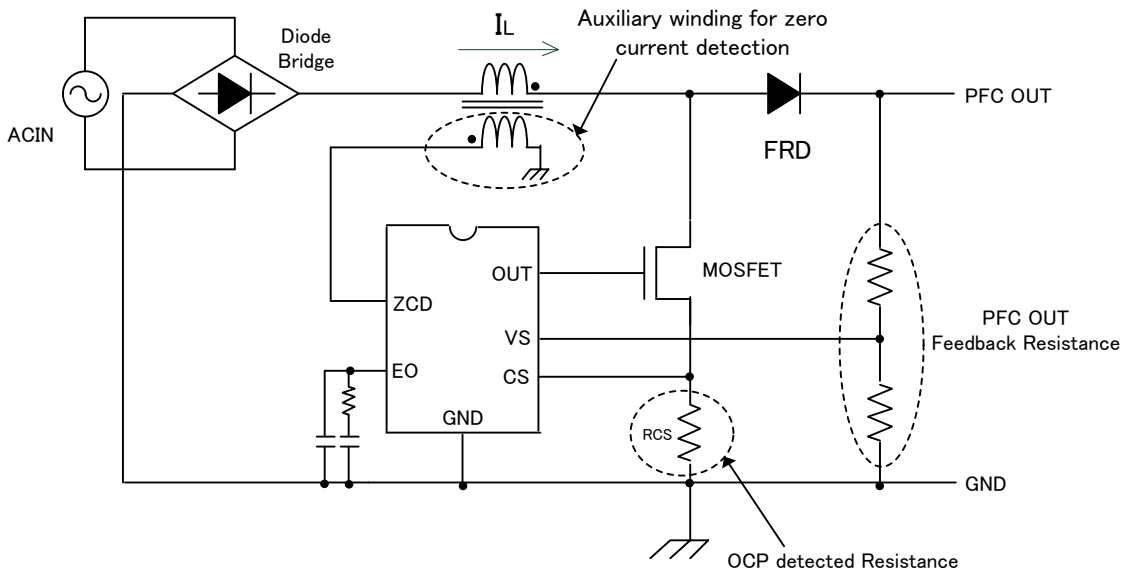 Auxiliary winding for zero
current detection
IL
Diode
Bridge
ACIN
PFC OUT
FRD
OUT
MOSFET
ZCD
VS
PFC OUT
Feedback Resistance
EO
CS
GND
RCS
GND
OCP detected Resistance